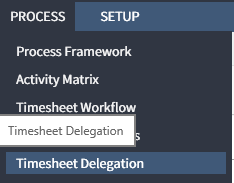 PROCESS SETUP
Process Framework
Activity Matrix
Timesheet Workflow
Timesheet Delegation
Timesheet Delegation